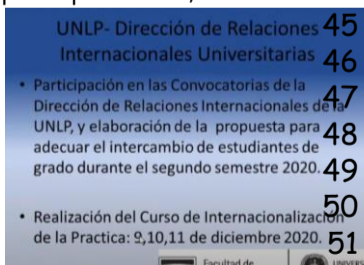 UNLP- Dirección de Relaciones 45
Internacionales Universitarias 46
• Participación en las Convocatorias de la
Dirección de Relaciones Internacionales de la 47
UNLP, y elaboración de la propuesta para 48
adecuar el intercambio de estudiantes de
grado durante el segundo semestre 2020. 49
50
• Realización del Curso de Internacionalización
de la Practica: 9,10,11 de diciembre 2020. 51
Facultad de